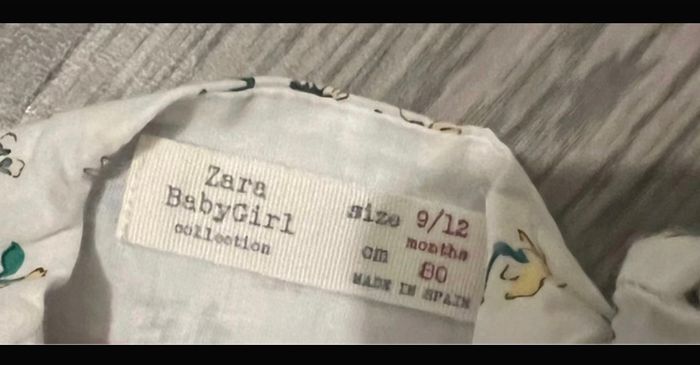 Zara
BabyGirl
collection
size 9/12
months
cm 80
MADE IN SPAIN